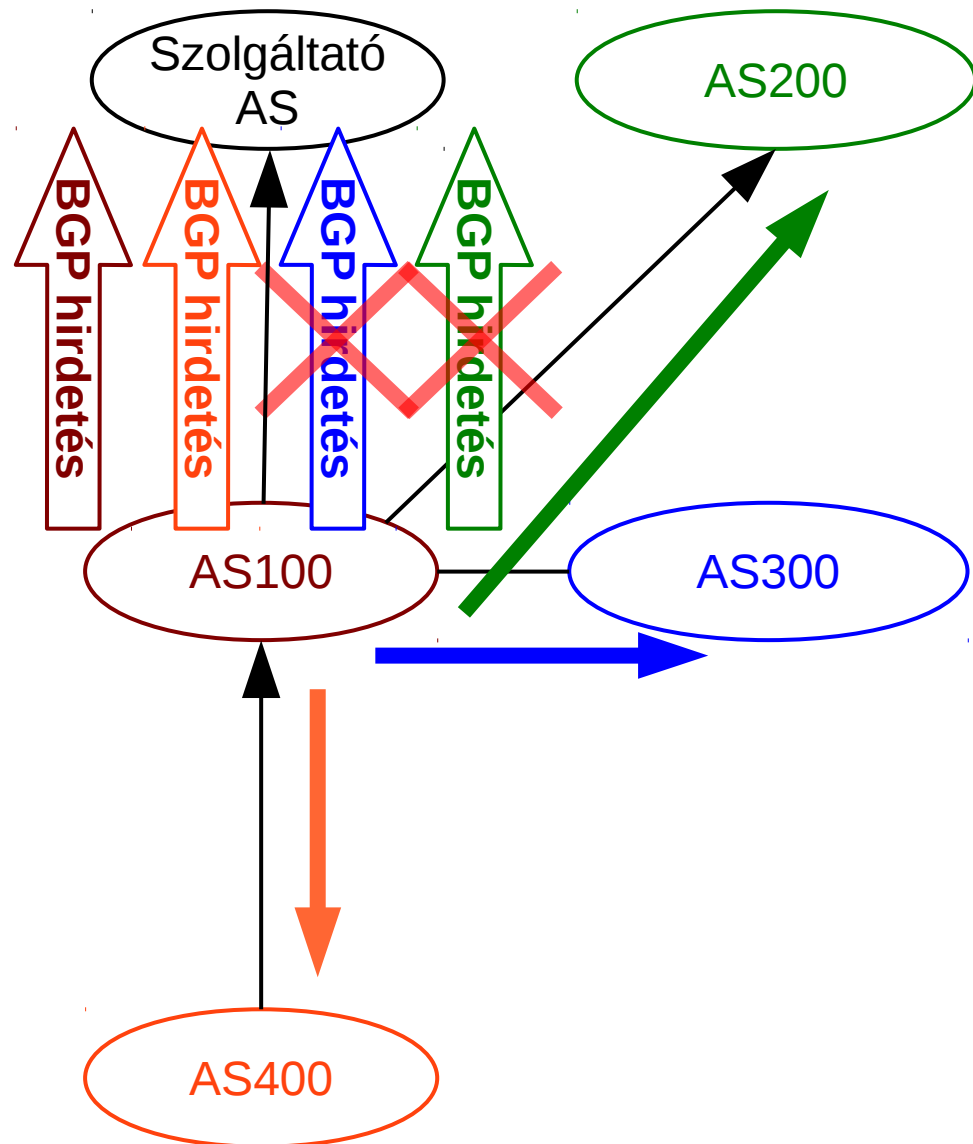 Szolgáltató
AS
AS200
BGP hirdetés
BGP hirdetés
BGP hirdetés
BGP hirdetés
AS100
AS300
AS400